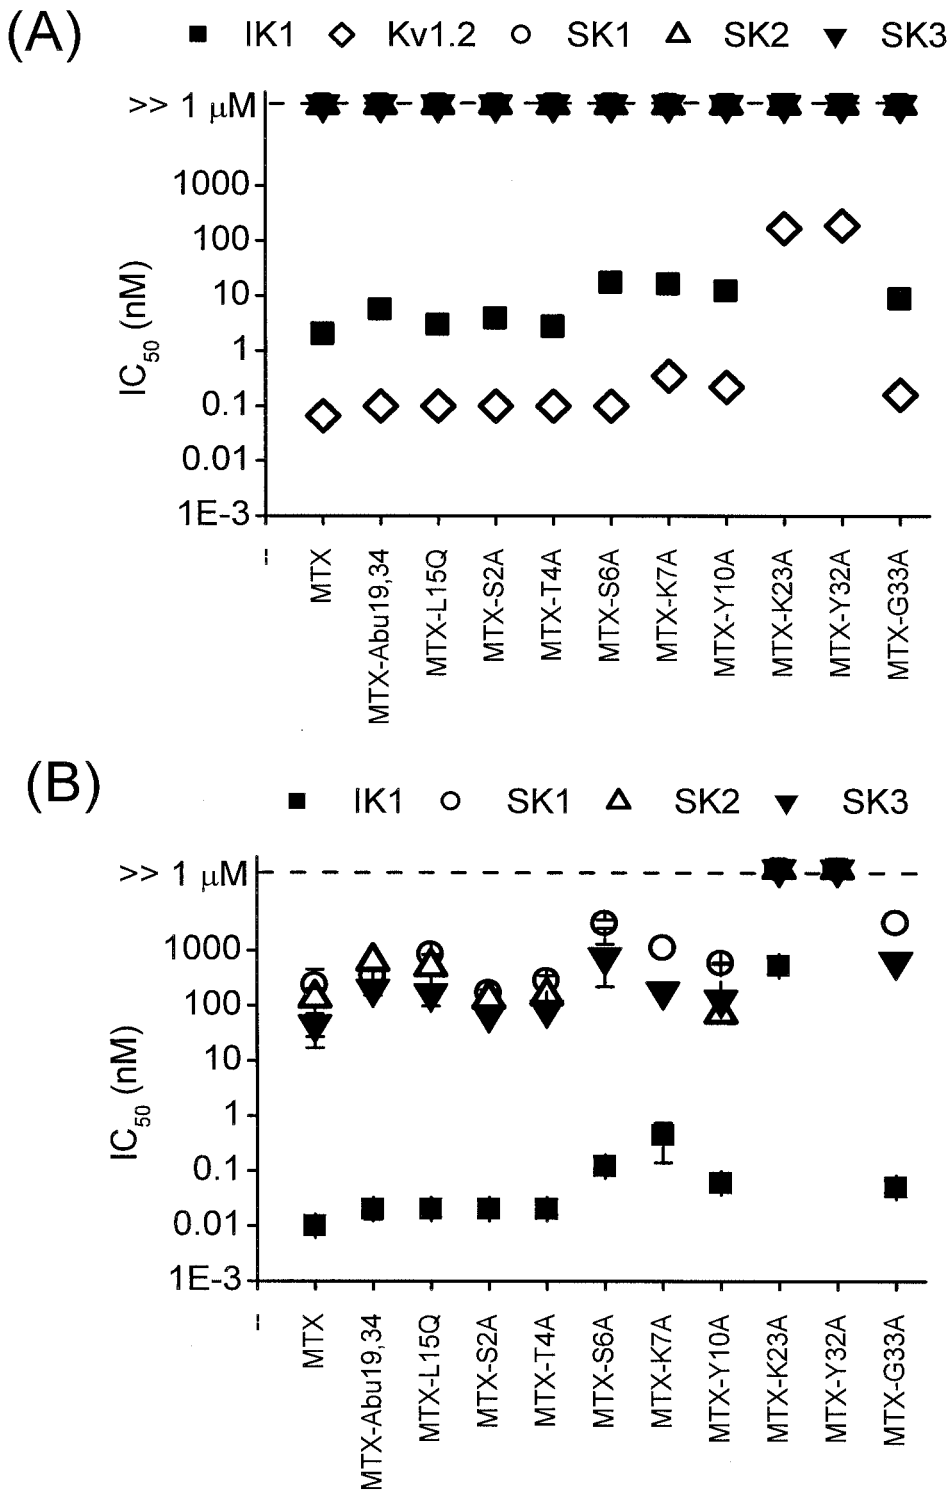 (A)
IK1 Kv1.2 SK1 SK2 SK3
>> 1 μM
1000
100
10
1
0.1
0.01
1E-3
IC50 (nM)
--
MTX
MTX-Abu19,34
MTX-L15Q
MTX-S2A
MTX-T4A
MTX-S6A
MTX-K7A
MTX-Y10A
MTX-K23A
MTX-Y32A
MTX-G33A
(B)
IK1 SK1 SK2 SK3
>> 1 μM
1000
100
10
1
0.1
0.01
1E-3
IC50 (nM)
--
MTX
MTX-Abu19,34
MTX-L15Q
MTX-S2A
MTX-T4A
MTX-S6A
MTX-K7A
MTX-Y10A
MTX-K23A
MTX-Y32A
MTX-G33A